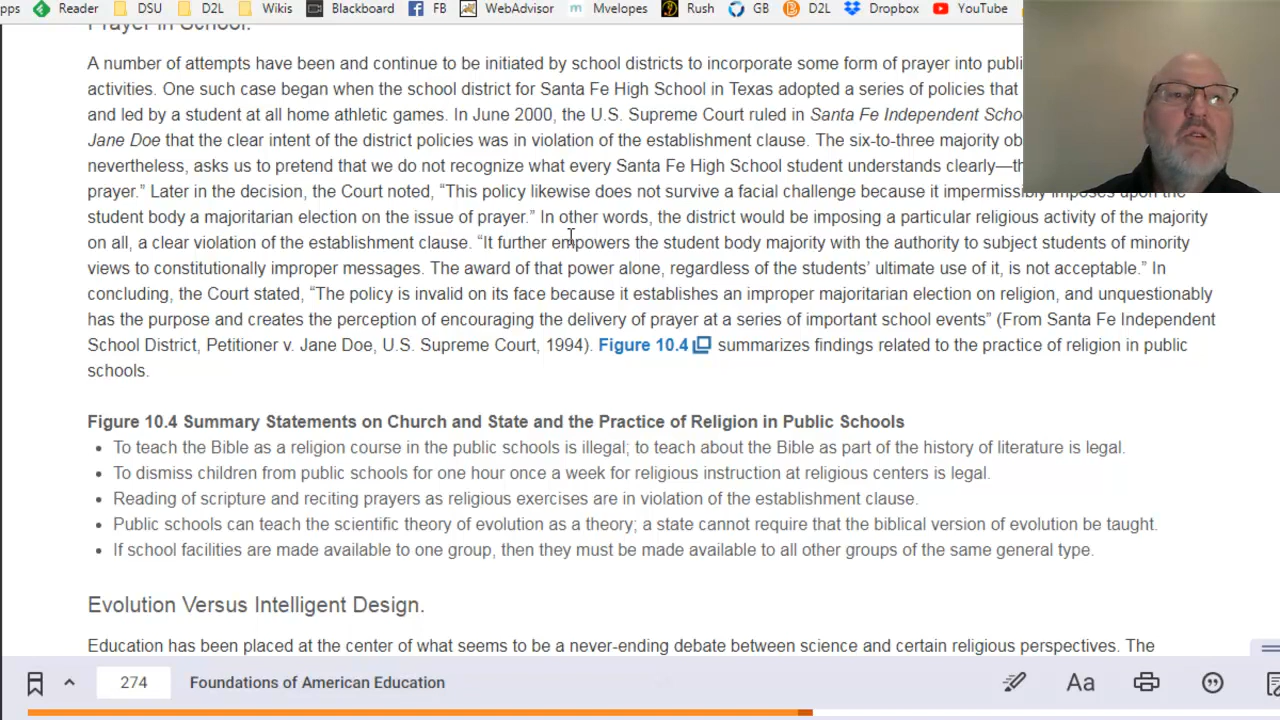 pps Reader DSU D2L Wikis Blackboard FB WebAdvisor Mvelopes Rush GB D2L Dropbox YouTube
Prayer in School.
A number of attempts have been and continue to be initiated by school districts to incorporate some form of prayer into publi
activities. One such case began when the school district for Santa Fe High School in Texas adopted a series of policies that
and led by a student at all home athletic games. In June 2000, the U.S. Supreme Court ruled in Santa Fe Independent Scho
Jane Doe that the clear intent of the district policies was in violation of the establishment clause. The six-to-three majority ob
nevertheless, asks us to pretend that we do not recognize what every Santa Fe High School student understands clearly—th
prayer.” Later in the decision, the Court noted, “This policy likewise does not survive a facial challenge because it impermissibly imposes upon the
student body a majoritarian election on the issue of prayer.” In other words, the district would be imposing a particular religious activity of the majority
on all, a clear violation of the establishment clause. “It further empowers the student body majority with the authority to subject students of minority
views to constitutionally improper messages. The award of that power alone, regardless of the students’ ultimate use of it, is not acceptable.” In
concluding, the Court stated, “The policy is invalid on its face because it establishes an improper majoritarian election on religion, and unquestionably
has the purpose and creates the perception of encouraging the delivery of prayer at a series of important school events” (From Santa Fe Independent
School District, Petitioner v. Jane Doe, U.S. Supreme Court, 1994). Figure 10.4 summarizes findings related to the practice of religion in public
schools.
Figure 10.4 Summary Statements on Church and State and the Practice of Religion in Public Schools
• To teach the Bible as a religion course in the public schools is illegal; to teach about the Bible as part of the history of literature is legal.
• To dismiss children from public schools for one hour once a week for religious instruction at religious centers is legal.
• Reading of scripture and reciting prayers as religious exercises are in violation of the establishment clause.
• Public schools can teach the scientific theory of evolution as a theory; a state cannot require that the biblical version of evolution be taught.
• If school facilities are made available to one group, then they must be made available to all other groups of the same general type.
Evolution Versus Intelligent Design.
Education has been placed at the center of what seems to be a never-ending debate between science and certain religious perspectives. The
274 Foundations of American Education Aa